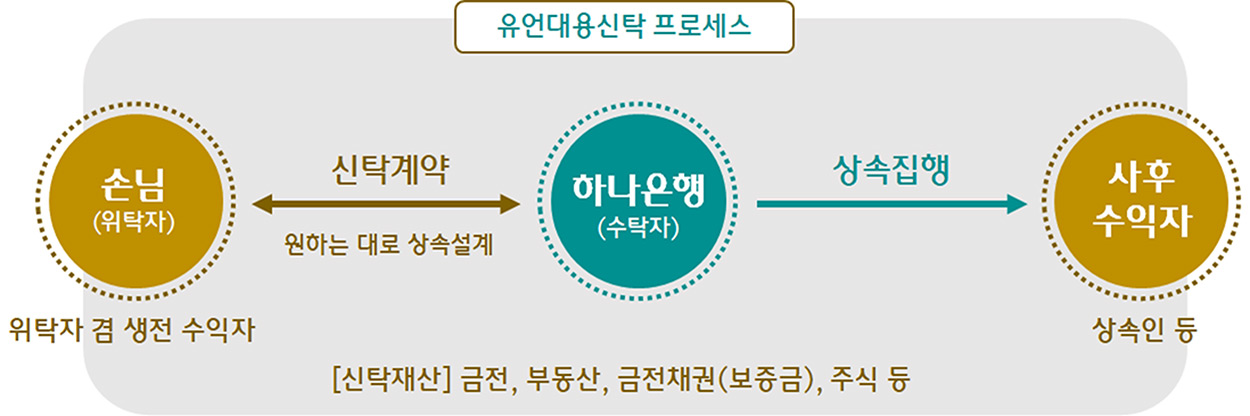 유언대용신탁 프로세스
손님
(위탁자)
신탁계약
원하는 대로 상속설계
하나은행
(수탁자)
상속집행
사후
수익자
위탁자 겸 생전 수익자
상속인 등
[신탁재산] 금전, 부동산, 금전채권(보증금), 주식 등